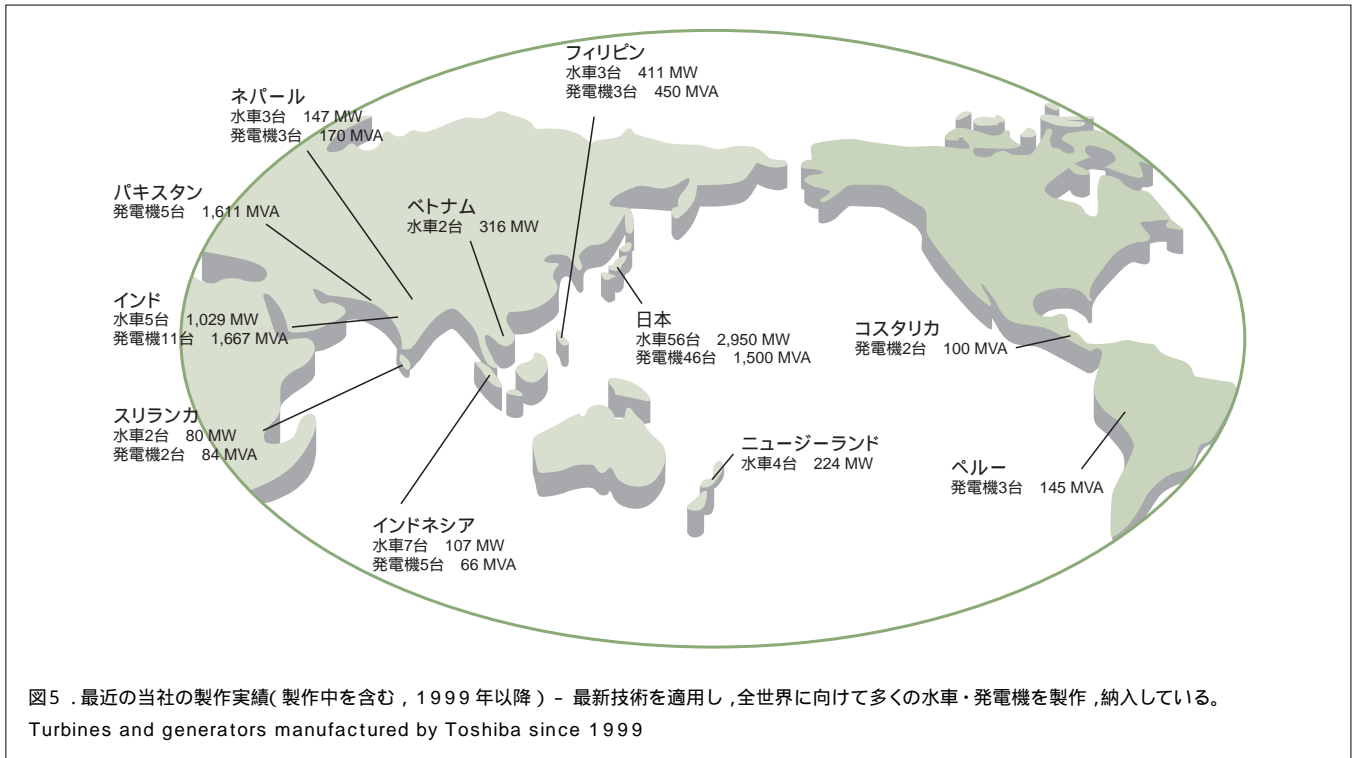 フィリピン
水車3台 411 MW
発電機3台 450 MVA
ネパール
水車3台 147 MW
発電機3台 170 MVA
パキスタン
発電機5台 1,611 MVA
ベトナム
水車2台 316 MW
インド
水車5台 1,029 MW
発電機11台 1,667 MVA
日本
水車56台 2,950 MW
発電機46台 1,500 MVA
コスタリカ
発電機2台 100 MVA
スリランカ
水車2台 80 MW
発電機2台 84 MVA
ニュージーランド
水車4台 224 MW
ペルー
発電機3台 145 MVA
インドネシア
水車7台 107 MW
発電機5台 66 MVA
図5．最近の当社の製作実績(製作中を含む，1999年以降) － 最新技術を適用し，全世界に向けて多くの水車・発電機を製作，納入している。
Turbines and generators manufactured by Toshiba since 1999